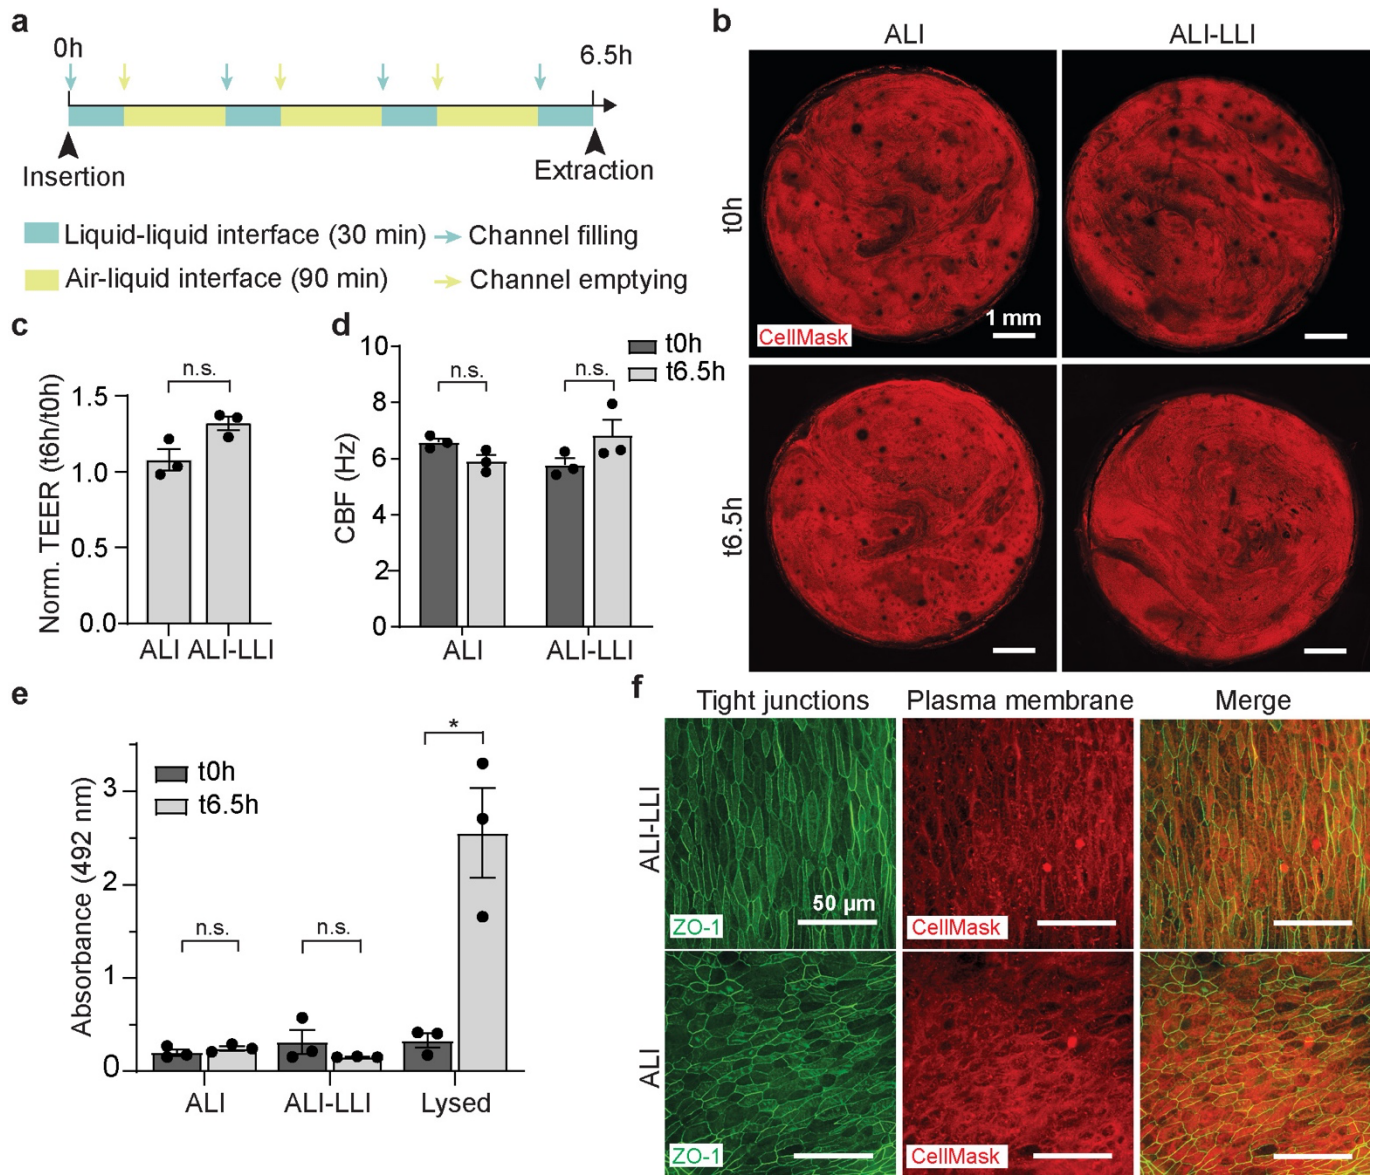 a
0h
6.5h
Insertion
Extraction
Liquid-liquid interface (30 min)
Channel filling
Air-liquid interface (90 min)
Channel emptying
b
ALI
ALI-LLI
t0h
CellMask
1 mm
t6.5h
c
Norm. TEER (t6h/t0h)
1.5
1.0
0.5
0.0
n.s.
ALI
ALI-LLI
d
CBF (Hz)
10
8
6
4
2
0
n.s.
n.s.
t0h
t6.5h
ALI
ALI-LLI
e
Absorbance (492 nm)
3
2
1
0
t0h
t6.5h
n.s.
n.s.
*
ALI
ALI-LLI
Lysed
f
Tight junctions
Plasma membrane
Merge
ALI-LLI
ZO-1
50 µm
CellMask
ALI
ZO-1
CellMask